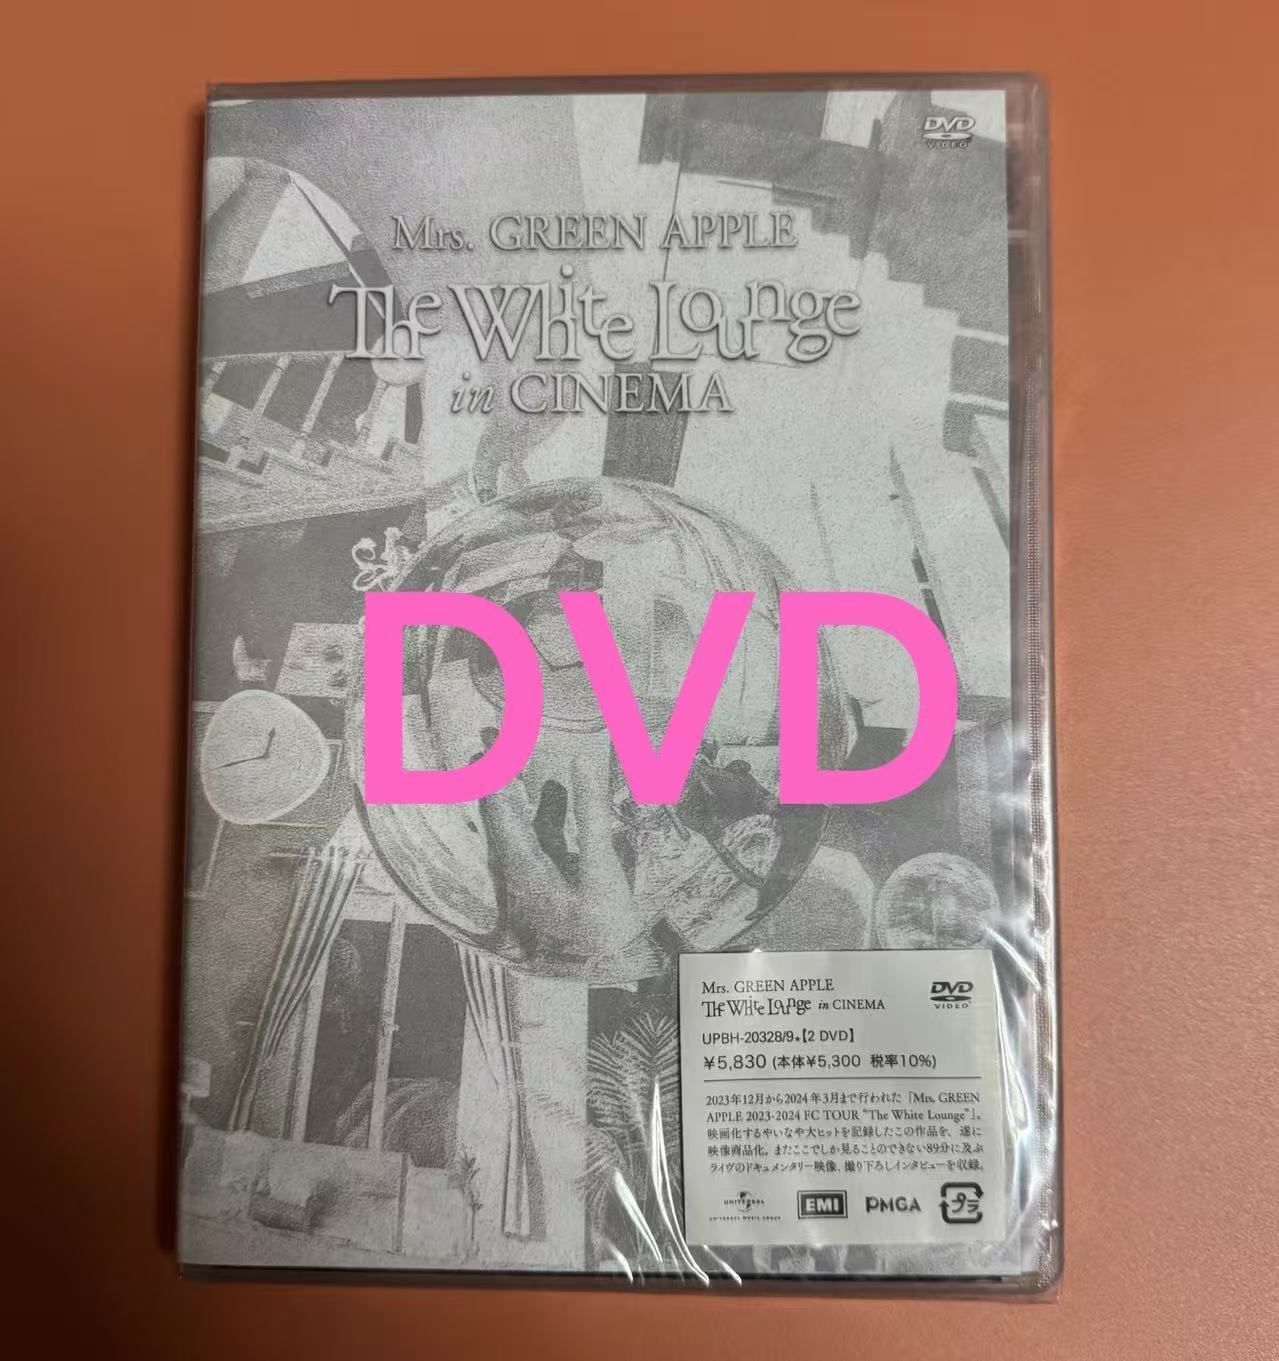 DVD
VIDEO
Mrs. GREEN APPLE
The White Lounge
in CINEMA
DVD
Mrs. GREEN APPLE
The White Lounge in CINEMA
DVD
VIDEO
UPBH-20328/9●【2 DVD】
¥5,830 (本体¥5,300 税率10%)
2023年12月から2024年3月まで行われた「Mrs. GREEN
APPLE 2023-2024 FC TOUR "The White Lounge"」。
映画化するやいなや大ヒットを記録したこの作品を、遂に
映像商品化。またここでしか見ることのできない89分に及ぶ
ライヴのドキュメンタリー映像、撮り下ろしインタビューを収録。
UNIVERSAL
UNIVERSAL MUSIC GROUP
EMI
PMGA
プラ